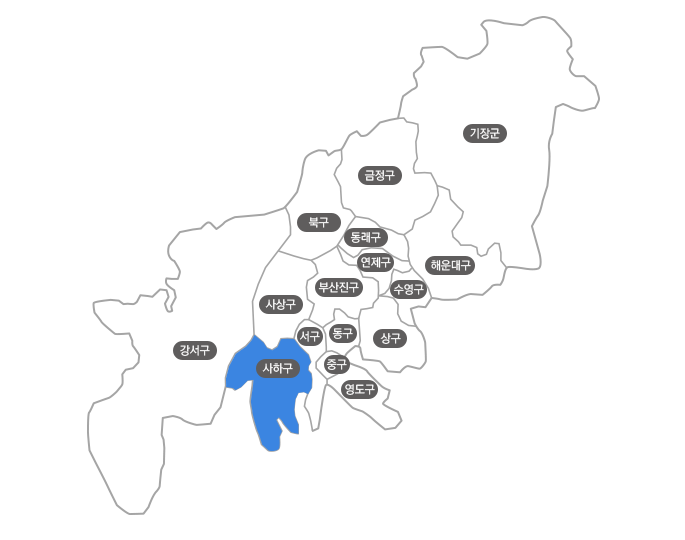 기장군
금정구
북구
동래구
연제구
해운대구
부산진구
수영구
사상구
서구
동구
상구
강서구
사하구
중구
영도구